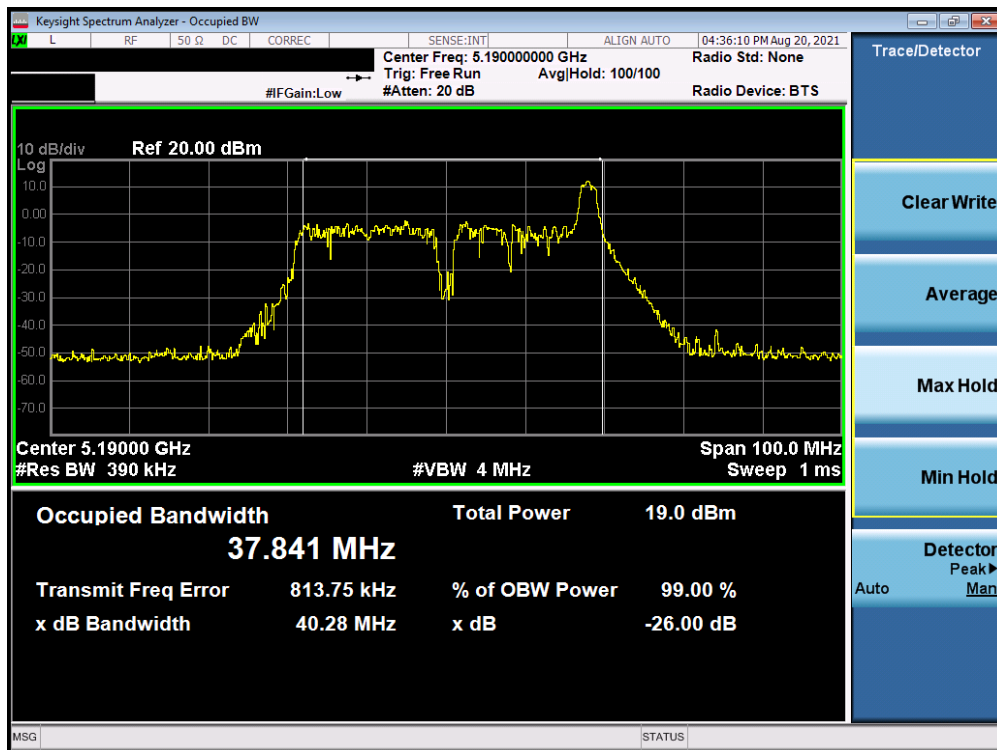 Keysight Spectrum Analyzer - Occupied BW
LXI L RF 50 Ω DC CORREC SENSE:INT ALIGN AUTO 04:36:10 PM Aug 20, 2021
Center Freq: 5.190000000 GHz Radio Std: None
Trig: Free Run Avg|Hold: 100/100
#IFGain:Low #Atten: 20 dB Radio Device: BTS
10 dB/div Ref 20.00 dBm
Log
10.0
0.00
-10.0
-20.0
-30.0
-40.0
-50.0
-60.0
-70.0
Center 5.19000 GHz Span 100.0 MHz
#Res BW 390 kHz #VBW 4 MHz Sweep 1 ms
Occupied Bandwidth Total Power 19.0 dBm
37.841 MHz
Transmit Freq Error 813.75 kHz % of OBW Power 99.00 %
x dB Bandwidth 40.28 MHz x dB -26.00 dB
MSG STATUS
Trace/Detector
Clear Write
Average
Max Hold
Min Hold
Detector
Peak▶
Auto Man